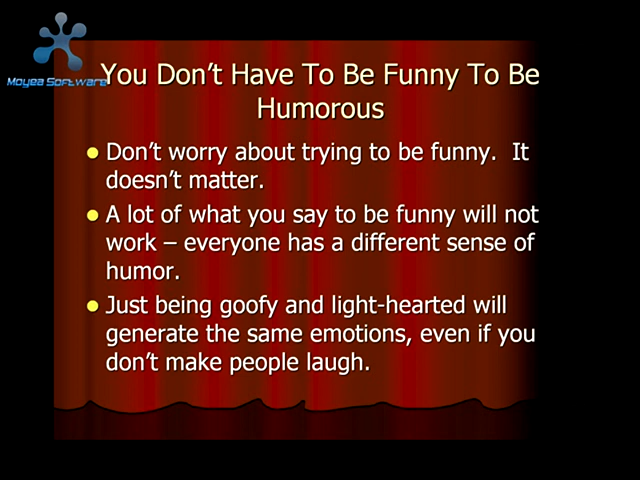 Moyea Software
You Don't Have To Be Funny To Be
Humorous
Don't worry about trying to be funny.  It
doesn't matter.
A lot of what you say to be funny will not
work – everyone has a different sense of
humor.
Just being goofy and light-hearted will
generate the same emotions, even if you
don't make people laugh.